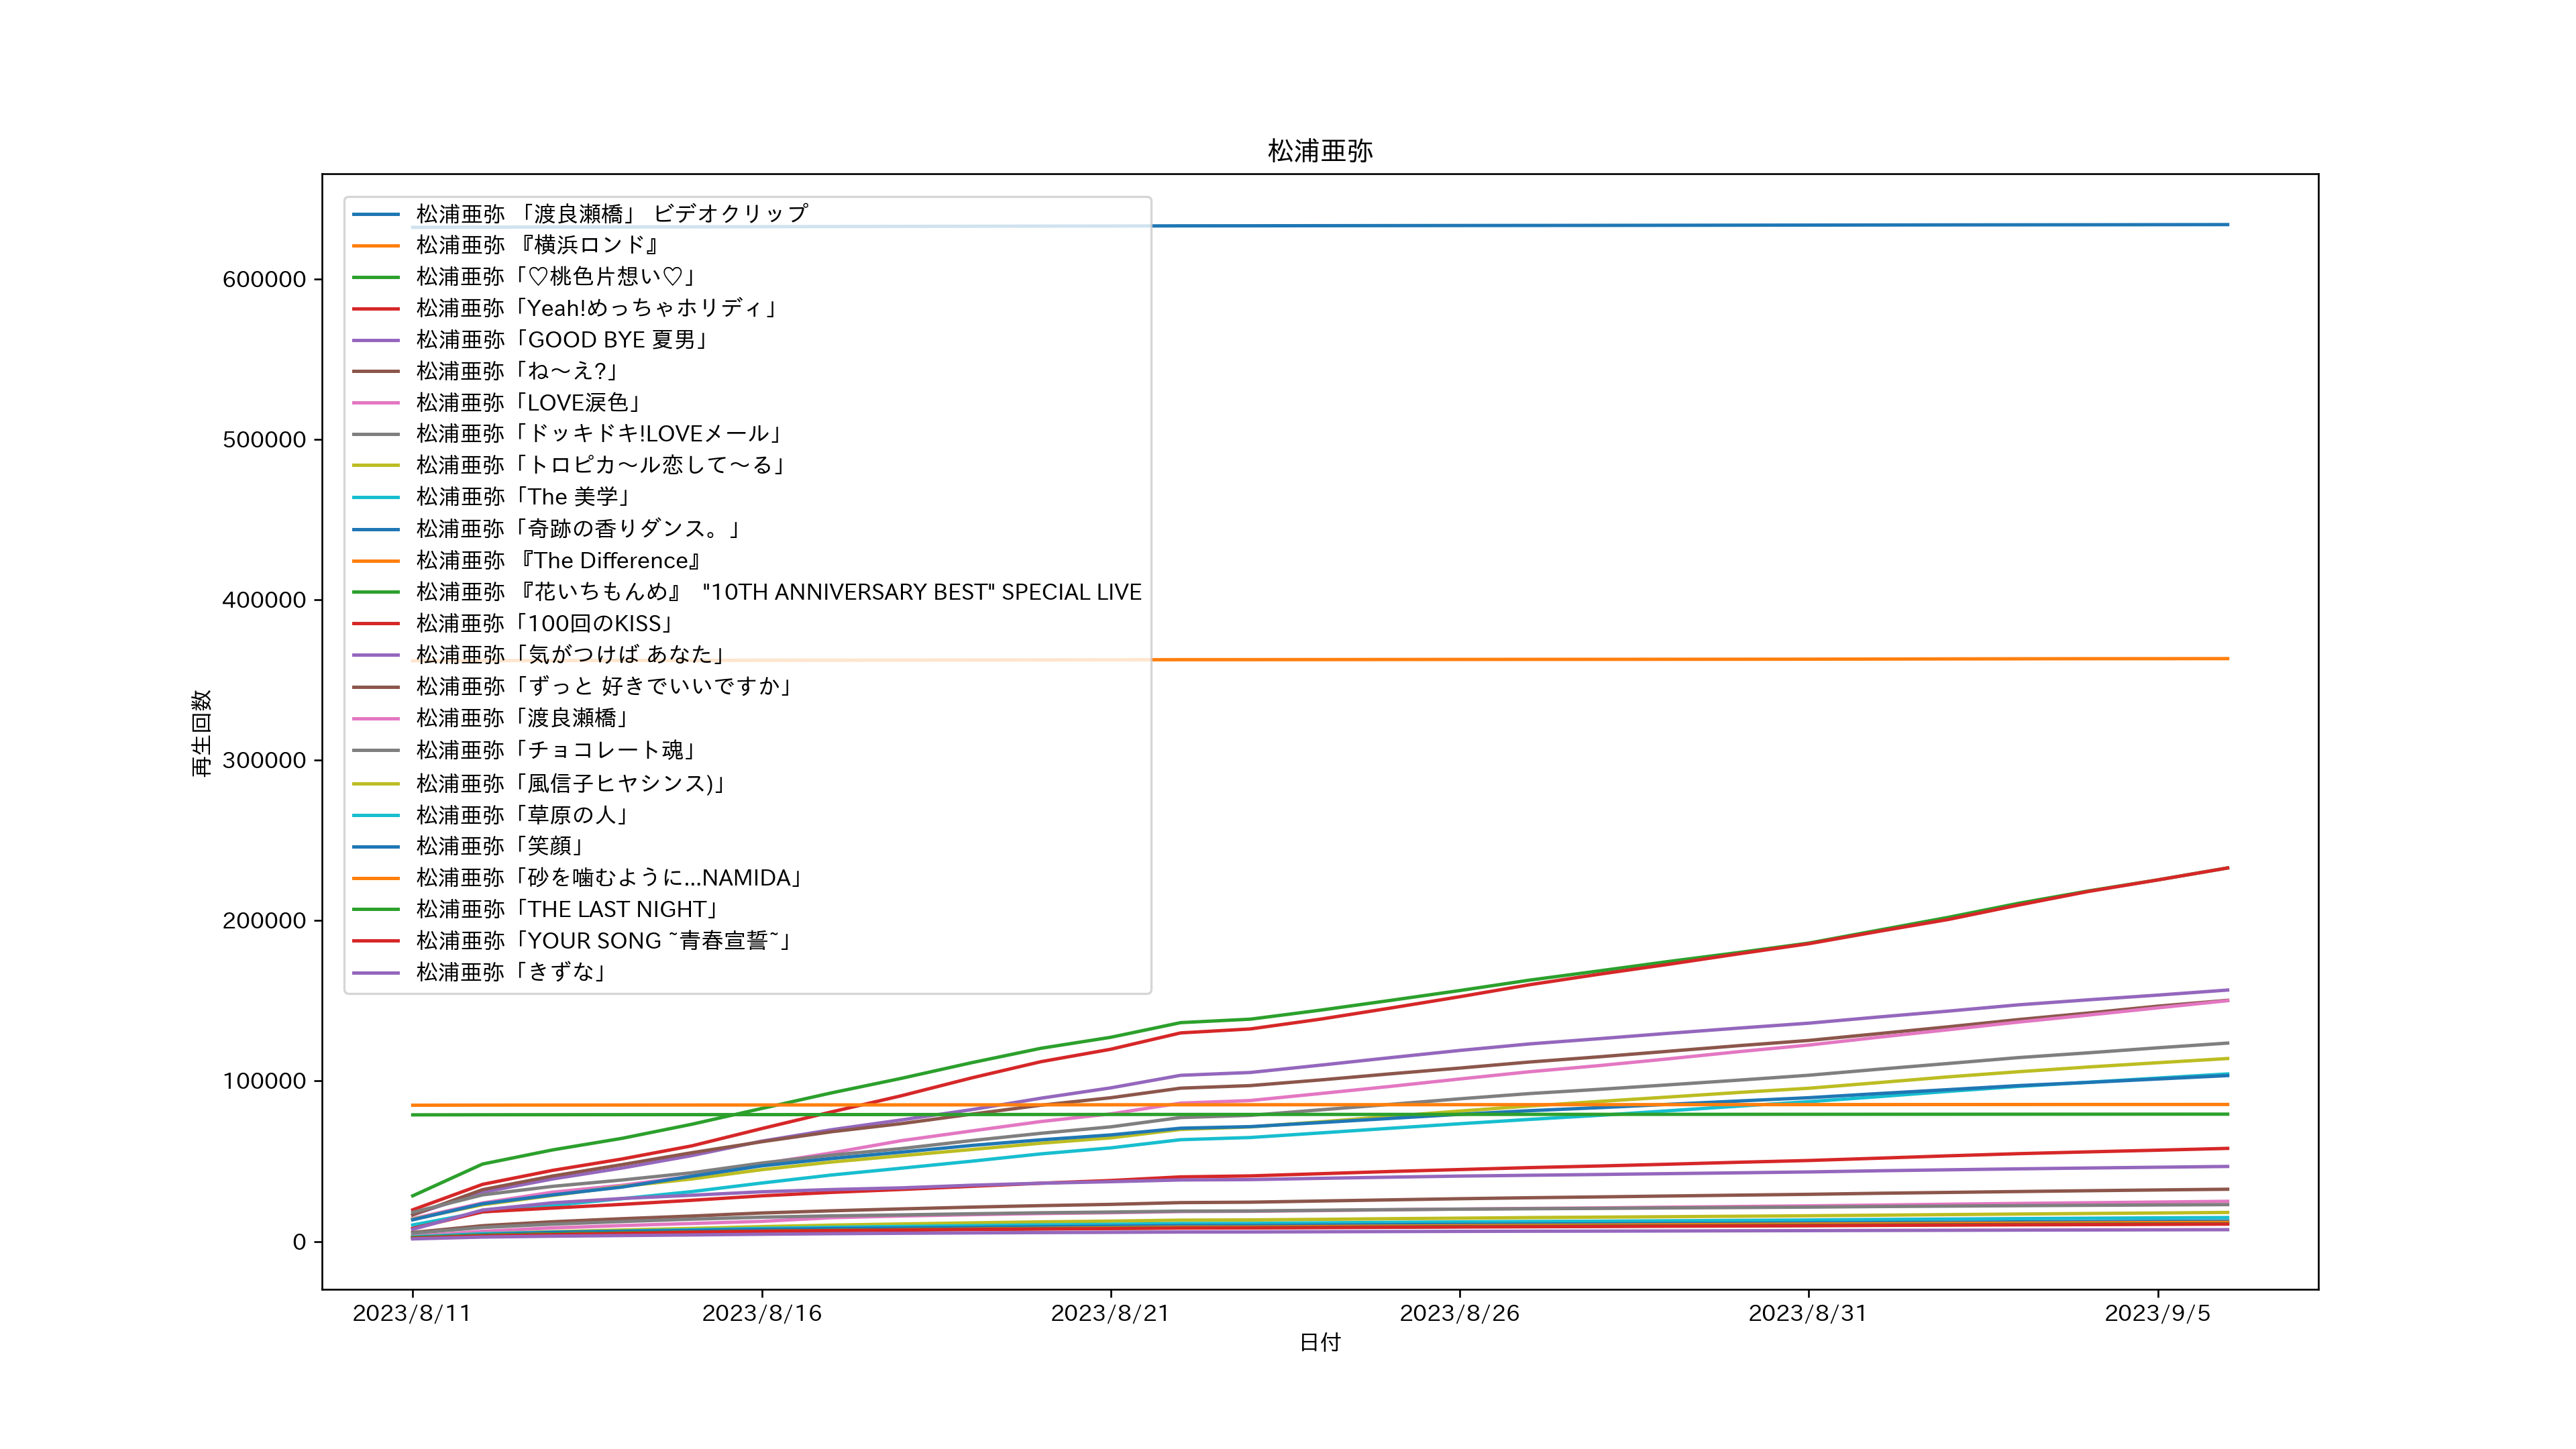 松浦亜弥
松浦亜弥 「渡良瀬橋」 ビデオクリップ
松浦亜弥 『横浜ロンド』
松浦亜弥「♡桃色片想い♡」
松浦亜弥「Yeah!めっちゃホリディ」
松浦亜弥「GOOD BYE 夏男」
松浦亜弥「ね〜え?」
松浦亜弥「LOVE涙色」
松浦亜弥「ドッキドキ!LOVEメール」
松浦亜弥「トロピカ〜ル恋して〜る」
松浦亜弥「The 美学」
松浦亜弥「奇跡の香りダンス。」
松浦亜弥 『The Difference』
松浦亜弥 『花いちもんめ』 "10TH ANNIVERSARY BEST" SPECIAL LIVE
松浦亜弥「100回のKISS」
松浦亜弥「気がつけば あなた」
松浦亜弥「ずっと 好きでいいですか」
松浦亜弥「渡良瀬橋」
松浦亜弥「チョコレート魂」
松浦亜弥「風信子ヒヤシンス)」
松浦亜弥「草原の人」
松浦亜弥「笑顔」
松浦亜弥「砂を噛むように…NAMIDA」
松浦亜弥「THE LAST NIGHT」
松浦亜弥「YOUR SONG ~青春宣誓~」
松浦亜弥「きずな」
再生回数
600000
500000
400000
300000
200000
100000
0
2023/8/11 2023/8/16 2023/8/21 2023/8/26 2023/8/31 2023/9/5
日付